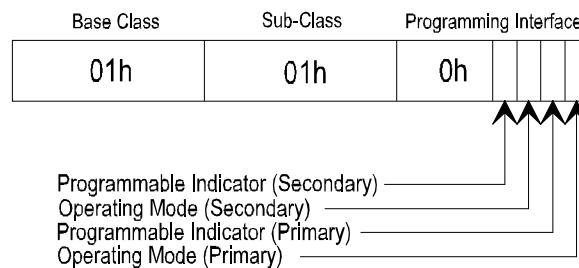 Base Class Sub-Class Programming Interface
01h 01h 0h
Programmable Indicator (Secondary)
Operating Mode (Secondary)
Programmable Indicator (Primary)
Operating Mode (Primary)